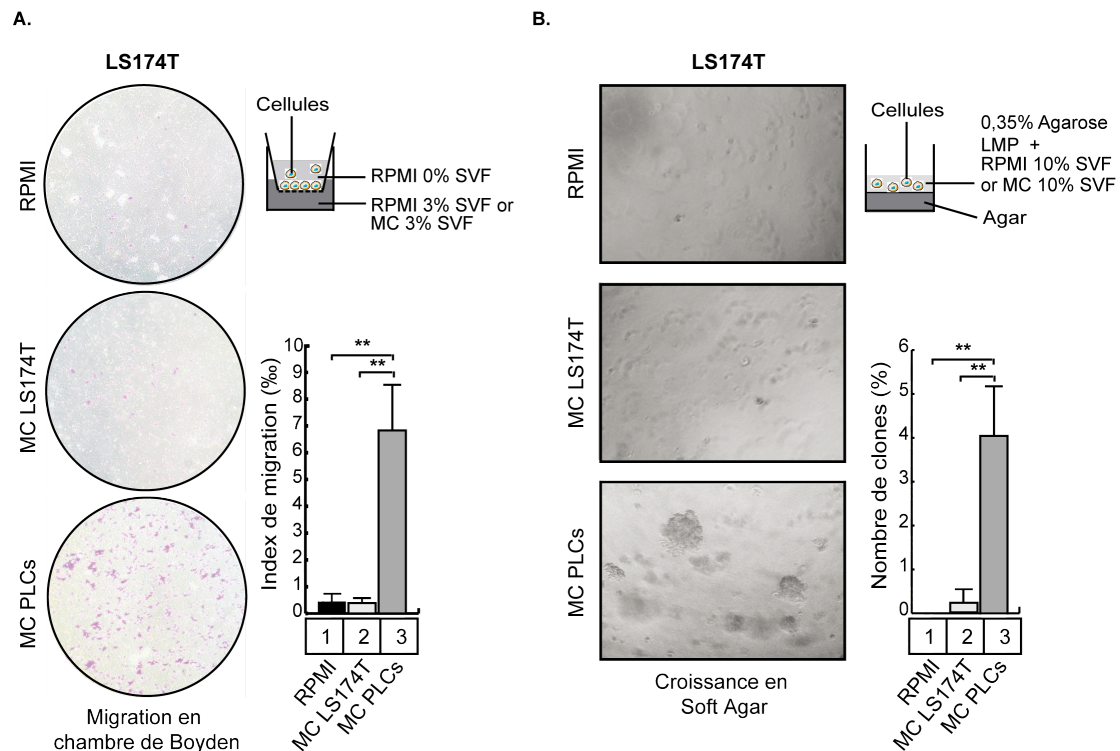 A.
LS174T
RPMI
MC LS174T
MC PLCs
Cellules
RPMI 0% SVF
RPMI 3% SVF or
MC 3% SVF
Index de migration (‰)
10
9
8
7
6
5
4
3
2
1
0
**
**
1 2 3
RPMI
MC LS174T
MC PLCs
Migration en
chambre de Boyden
B.
LS174T
RPMI
MC LS174T
MC PLCs
Cellules
0,35% Agarose
LMP +
RPMI 10% SVF
or MC 10% SVF
Agar
Nombre de clones (%)
6
5
4
3
2
1
0
**
**
1 2 3
RPMI
MC LS174T
MC PLCs
Croissance en
Soft Agar